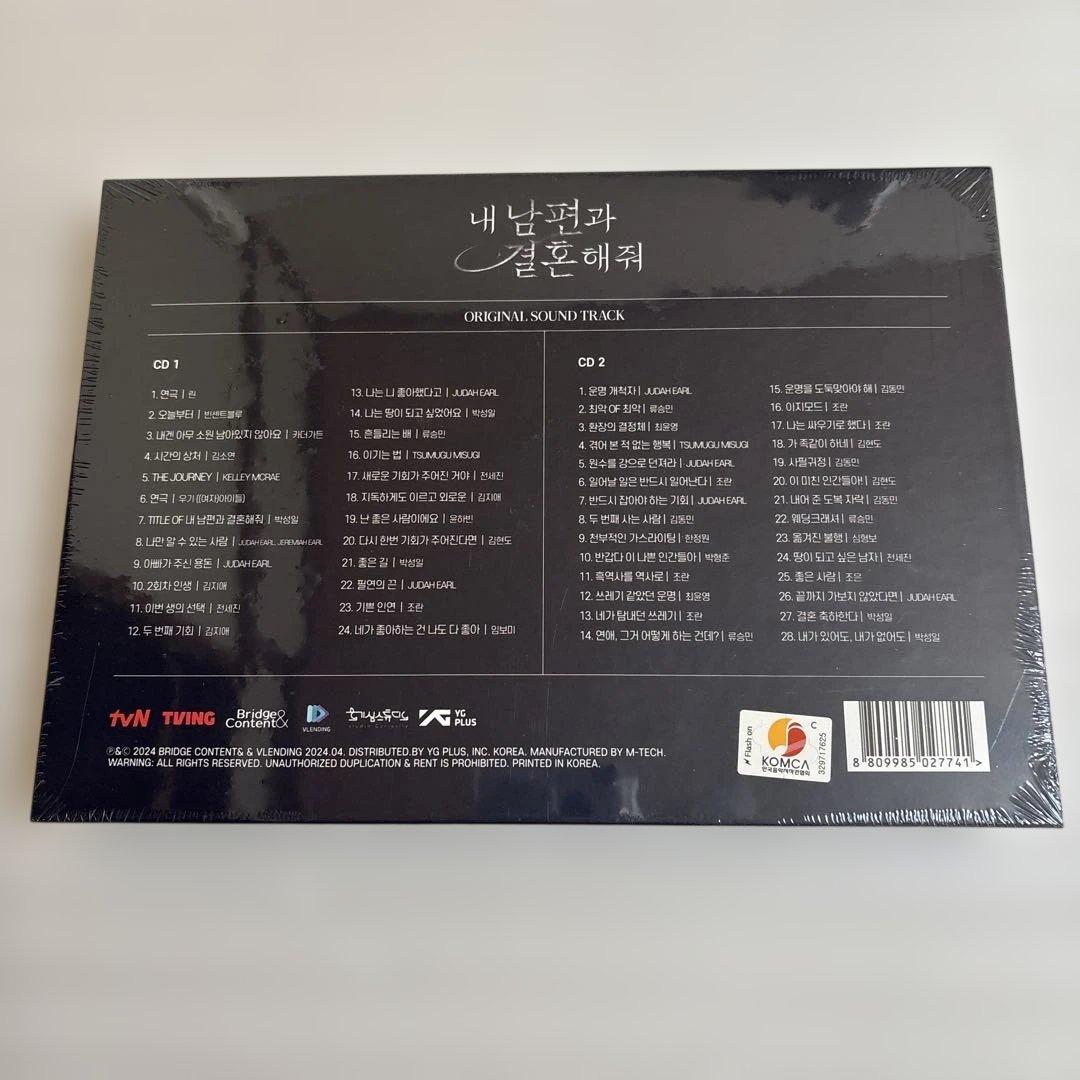 내 남편과
결혼해줘
ORIGINAL SOUND TRACK
CD 1
1. 연극 | 린
2. 오늘부터 | 빈센트블루
3. 내겐 아무 소원 남아있지 않아요 | 카더가든
4. 시간의 상처 | 김소연
5. THE JOURNEY | KELLEY MCRAE
6. 연극 | 우기 ((여자)아이들)
7. TITLE OF 내 남편과 결혼해줘 | 박성일
8. 나만 알 수 있는 사람 | JUDAH EARL, JEREMIAH EARL
9. 아빠가 주신 용돈 | JUDAH EARL
10. 2회차 인생 | 김지애
11. 이번 생의 선택 | 전세진
12. 두 번째 기회 | 김지애
13. 나는 니 좋아했다고 | JUDAH EARL
14. 나는 땅이 되고 싶었어요 | 박성일
15. 흔들리는 배 | 류승민
16. 이기는 법 | TSUMUGU MISUGI
17. 새로운 기회가 주어진 거야 | 전세진
18. 지독하게도 이르고 외로운 | 김지애
19. 난 좋은 사람이에요 | 윤하빈
20. 다시 한번 기회가 주어진다면 | 김현도
21. 좋은 길 | 박성일
22. 필연의 끈 | JUDAH EARL
23. 기쁜 인연 | 조란
24. 네가 좋아하는 건 나도 다 좋아 | 임보미
CD 2
1. 운명 개척자 | JUDAH EARL
2. 최악 OF 최악 | 류승민
3. 환장의 결정체 | 최윤영
4. 겪어 본 적 없는 행복 | TSUMUGU MISUGI
5. 원수를 강으로 던져라 | JUDAH EARL
6. 일어날 일은 반드시 일어난다 | 조란
7. 반드시 잡아야 하는 기회 | JUDAH EARL
8. 두 번째 사는 사람 | 김동민
9. 천부적인 가스라이팅 | 한정원
10. 반갑다 이 나쁜 인간들아 | 박형준
11. 흑역사를 역사로 | 조란
12. 쓰레기 같았던 운명 | 최윤영
13. 네가 탐내던 쓰레기 | 조란
14. 연애, 그거 어떻게 하는 건데? | 류승민
15. 운명을 도둑맞아야 해 | 김동민
16. 이지모드 | 조란
17. 나는 싸우기로 했다 | 조란
18. 가 족같이 하네 | 김현도
19. 사필귀정 | 김동민
20. 이 미친 인간들아! | 김현도
21. 내어 준 도복 자락 | 김동민
22. 웨딩크래셔 | 류승민
23. 옮겨진 불행 | 심형보
24. 땅이 되고 싶은 남자 | 전세진
25. 좋은 사람 | 조은
26. 끝까지 가보지 않았다면 | JUDAH EARL
27. 결혼 축하한다 | 박성일
28. 내가 있어도, 내가 없어도 | 박성일
tvN TVING Bridge Content& VLENDING 호기심스튜디오 studio curiosity YG PLUS
℗&© 2024 BRIDGE CONTENT& & VLENDING 2024.04. DISTRIBUTED.BY YG PLUS, INC. KOREA. MANUFACTURED BY M-TECH.
WARNING: ALL RIGHTS RESERVED. UNAUTHORIZED DUPLICATION & RENT IS PROHIBITED. PRINTED IN KOREA.
Flash on
KOMCA
한국음악저작권협회
C
329717625
8 809985 027741 >